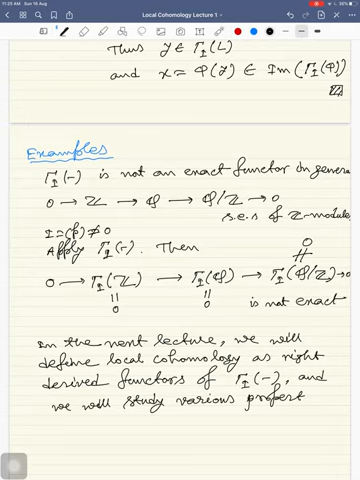 11:25 AM Sun 16 Aug
33%
Local Cohomology Lecture 1
Thus y ∈ Γ_I(L)
and x = φ(y) ∈ Im(Γ_I(φ))
Examples
Γ_I(-) is not an exact functor in general
0 → ℤ → ℚ → ℚ/ℤ → 0
s.e.s of ℤ-module
I = (p) ≠ 0
Apply Γ_I(-). Then
0 → Γ_I(ℤ) → Γ_I(ℚ) → Γ_I(ℚ/ℤ) → 0
= 0 = 0 ≠ 0 is not exact
In the next lecture, we will
define local cohomology as right
derived functors of Γ_I(-), and
we will study various propert